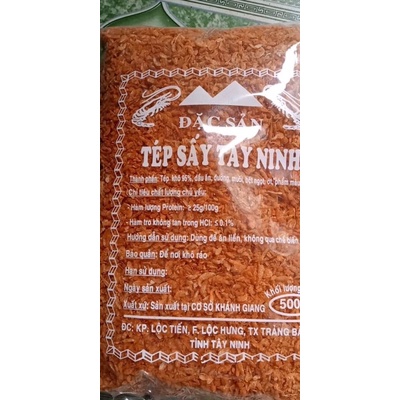 ĐẶC SẢN
TÉP SẤY TÂY NINH
Thành phần: Tép khô 95%, dầu ăn, đường, muối, bột ngọt, ớt, phẩm màu
Chỉ tiêu chất lượng chủ yếu:
- Hàm lượng Protein: ≥ 25g/100g
- Hàm tro không tan trong HCl: ≤ 0.1%
Hướng dẫn sử dụng: Dùng để ăn liền, không qua chế biến
Bảo quản: Để nơi khô ráo
Hạn sử dụng:
Ngày sản xuất:
Khối lượng
500
Xuất xứ: Sản xuất tại CƠ SỞ KHÁNH GIANG
ĐC: KP. LỘC TIẾN, F. LỘC HƯNG, TX TRẢNG BÀ
TỈNH TÂY NINH